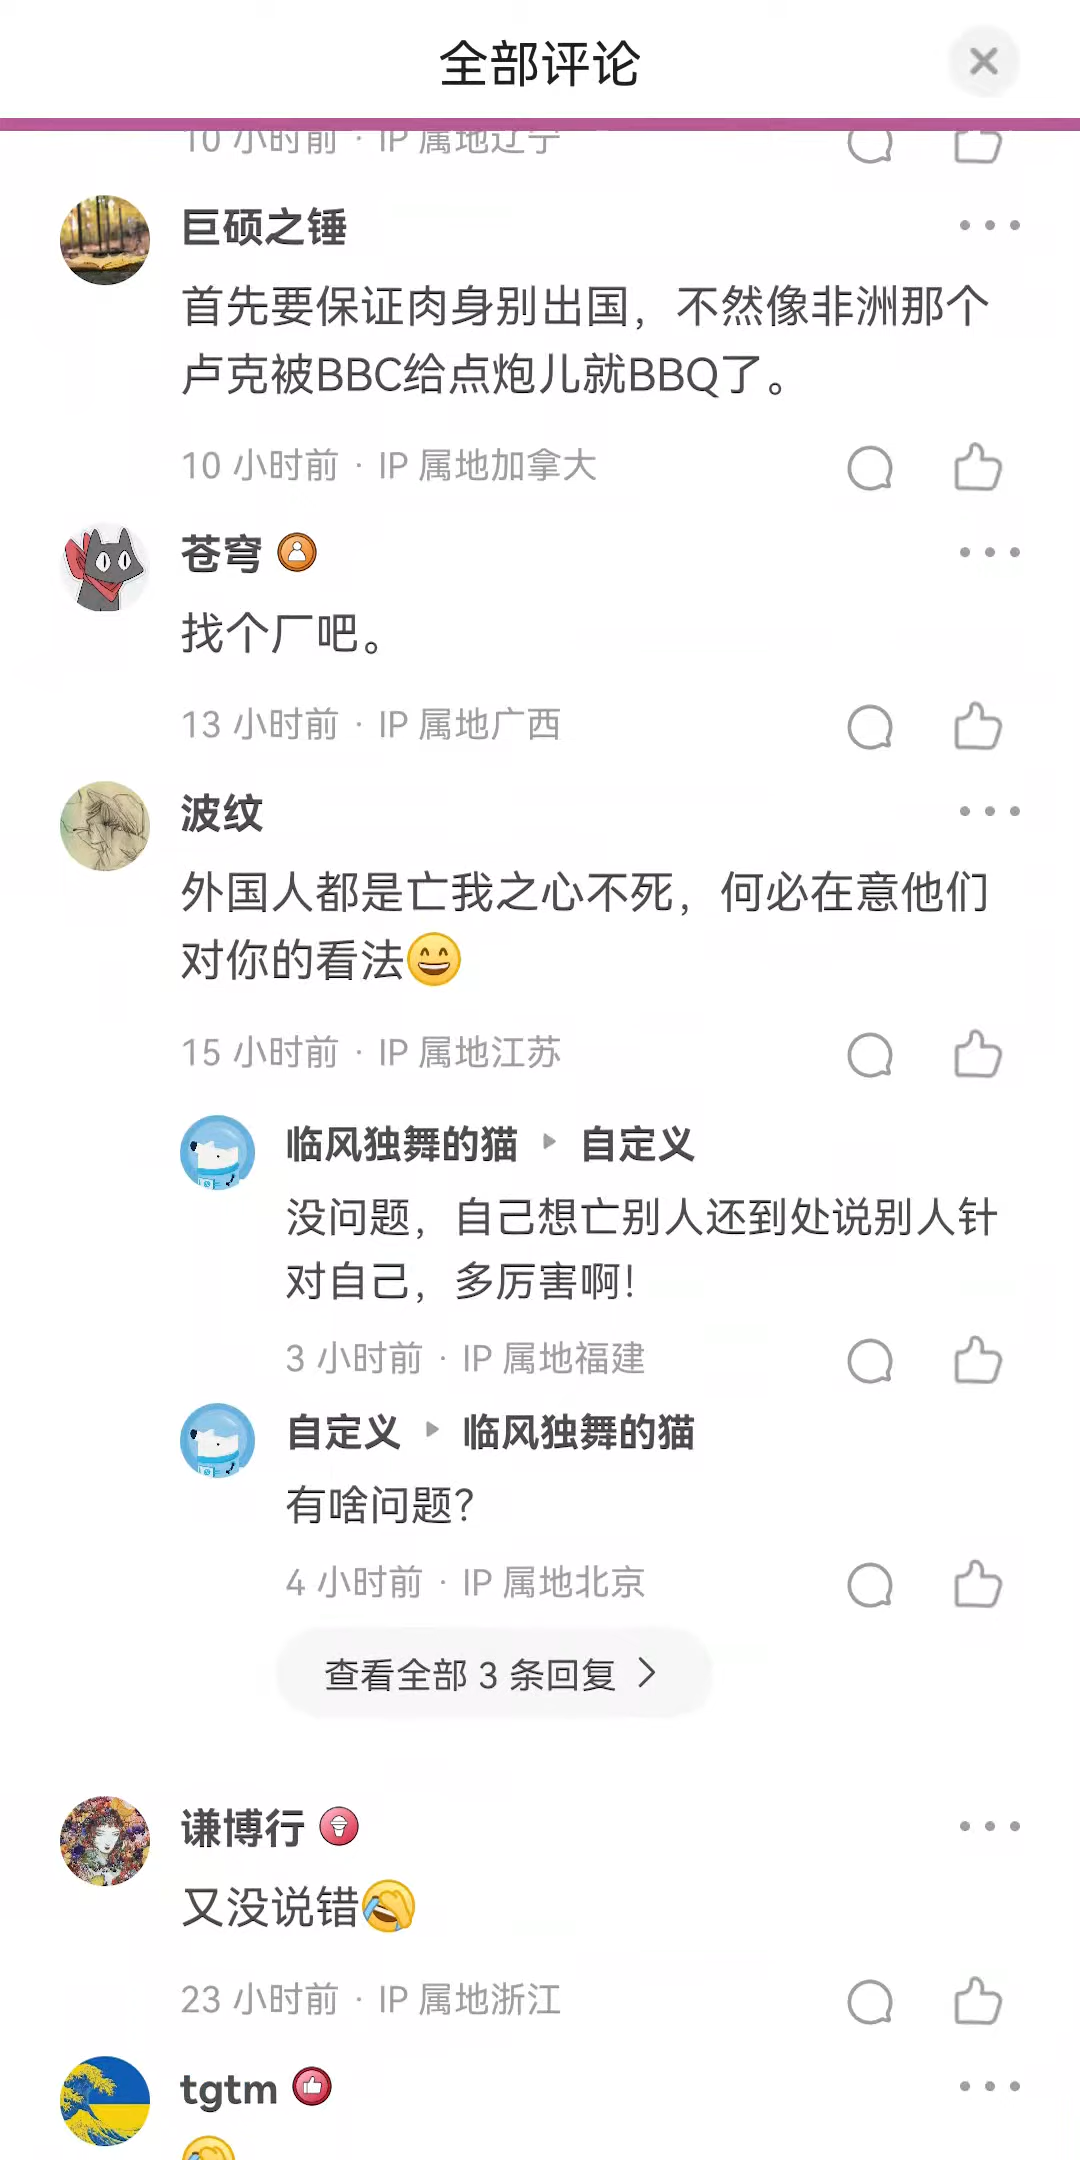 全部评论
10 小时前 · IP 属地辽宁
巨硕之锤
首先要保证肉身别出国，不然像非洲那个
卢克被BBC给点炮儿就BBQ了。
10 小时前 · IP 属地加拿大
苍穹
找个厂吧。
13 小时前 · IP 属地广西
波纹
外国人都是亡我之心不死，何必在意他们
对你的看法😄
15 小时前 · IP 属地江苏
临风独舞的猫 ▸ 自定义
没问题，自己想亡别人还到处说别人针
对自己，多厉害啊！
3 小时前 · IP 属地福建
自定义 ▸ 临风独舞的猫
有啥问题？
4 小时前 · IP 属地北京
查看全部 3 条回复 >
谦博行
又没说错
23 小时前 · IP 属地浙江
tgtm